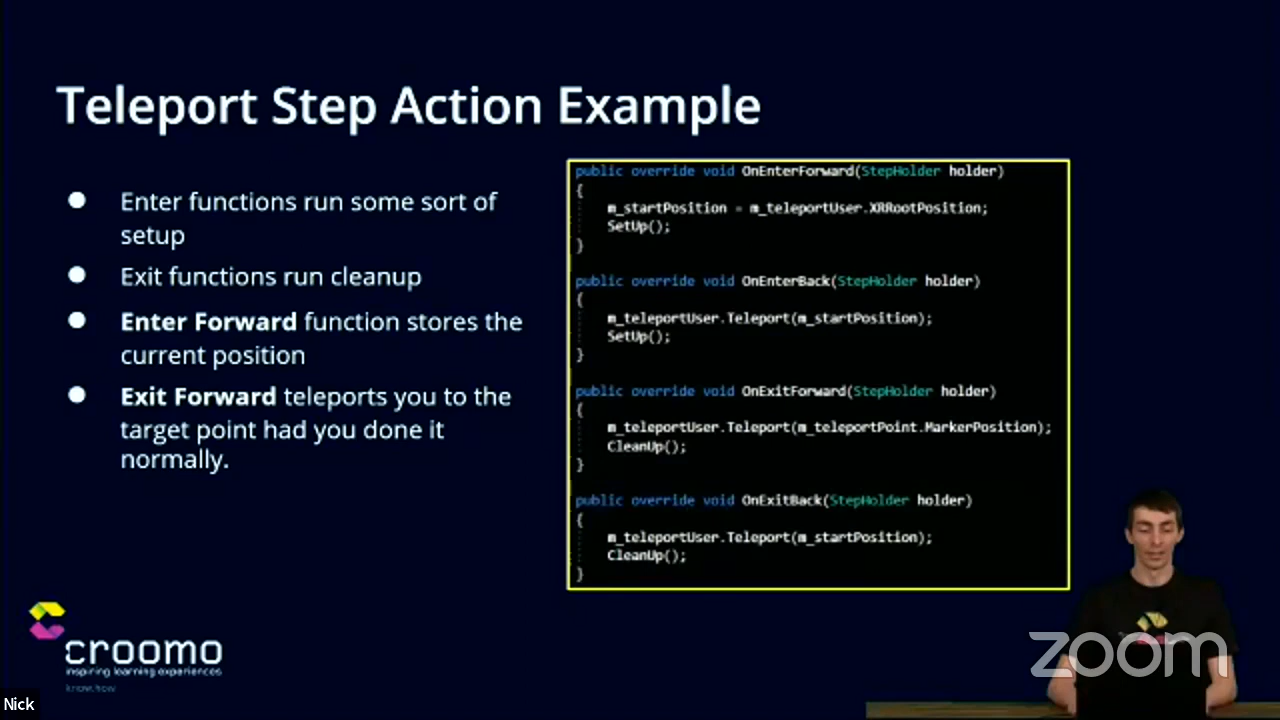 Teleport Step Action Example
Enter functions run some sort of
setup
Exit functions run cleanup
Enter Forward function stores the
current position
Exit Forward teleports you to the
target point had you done it
normally.
public override void OnEnterForward(StepHolder holder)
{
m_startPosition = m_teleportUser.XRRootPosition;
SetUp();
}
public override void OnEnterBack(StepHolder holder)
{
m_teleportUser.Teleport(m_startPosition);
SetUp();
}
public override void OnExitForward(StepHolder holder)
{
m_teleportUser.Teleport(m_teleportPoint.MarkerPosition);
CleanUp();
}
public override void OnExitBack(StepHolder holder)
{
m_teleportUser.Teleport(m_startPosition);
CleanUp();
}
croomo
inspiring learning experiences
know.how
zoom
Nick